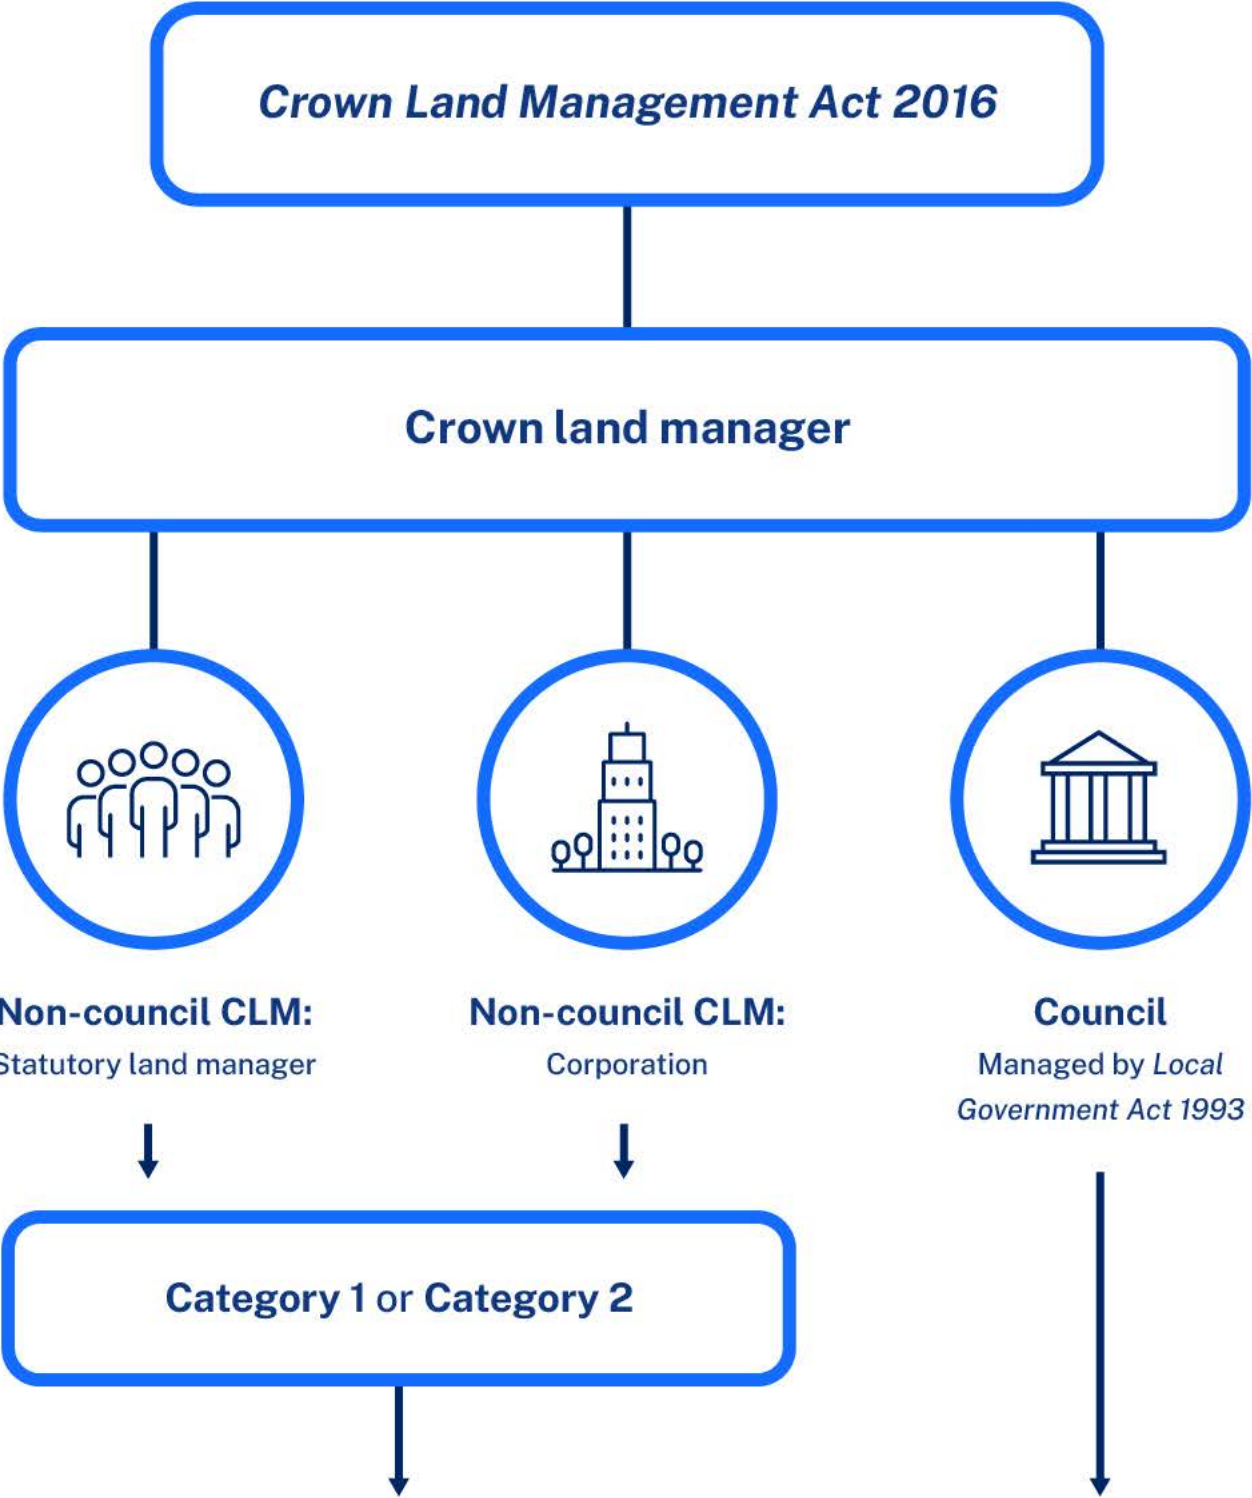 Crown Land Management Act 2016
Crown land manager
Non-council CLM:
Statutory land manager
Non-council CLM:
Corporation
Council
Managed by Local
Government Act 1993
Category 1 or Category 2